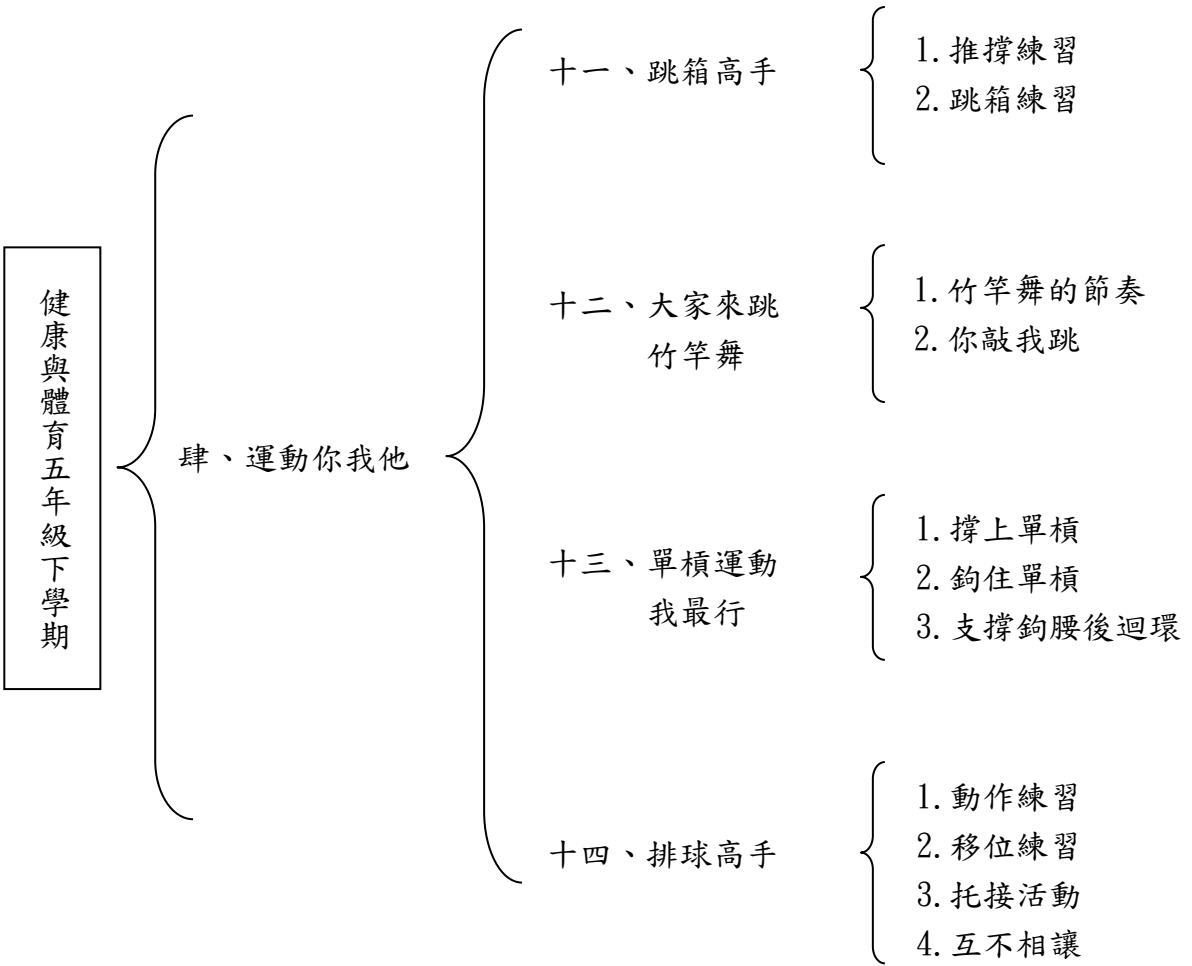 健康與體育五年級下學期
肆、運動你我他
十一、跳箱高手
1.推撐練習
2.跳箱練習
十二、大家來跳
竹竿舞
1.竹竿舞的節奏
2.你敲我跳
十三、單槓運動
我最行
1.撐上單槓
2.鉤住單槓
3.支撐鉤腰後迴環
十四、排球高手
1.動作練習
2.移位練習
3.托接活動
4.互不相讓